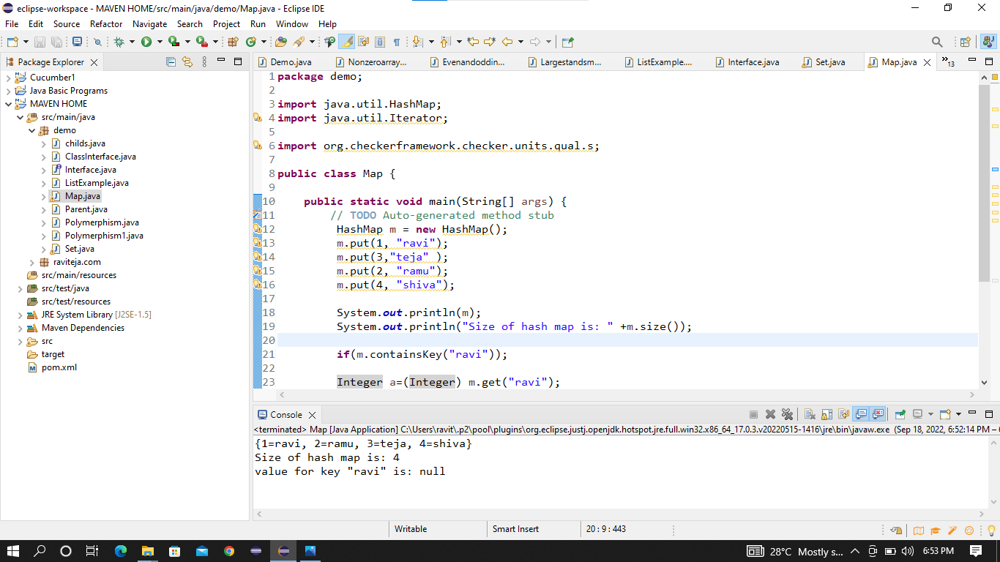 eclipse-workspace - MAVEN HOME/src/main/java/demo/Map.java - Eclipse IDE
File Edit Source Refactor Navigate Search Project Run Window Help
Package Explorer
Cucumber1
Java Basic Programs
MAVEN HOME
src/main/java
demo
childs.java
ClassInterface.java
Interface.java
ListExample.java
Map.java
Parent.java
Polymorphism.java
Polymorphism1.java
Set.java
raviteja.com
src/main/resources
src/test/java
src/test/resources
JRE System Library [J2SE-1.5]
Maven Dependencies
src
target
pom.xml
Demo.java Nonzeroarray... Evenandoddin... Largestandsm... ListExample.java Interface.java Set.java Map.java »13
1 package demo;
2
3 import java.util.HashMap;
4 import java.util.Iterator;
5
6 import org.checkerframework.checker.units.qual.s;
7
8 public class Map {
9
10 public static void main(String[] args) {
11 // TODO Auto-generated method stub
12 HashMap m = new HashMap();
13 m.put(1, "ravi");
14 m.put(3,"teja" );
15 m.put(2, "ramu");
16 m.put(4, "shiva");
17
18 System.out.println(m);
19 System.out.println("Size of hash map is: " +m.size());
20
21 if(m.containsKey("ravi"));
22
23 Integer a=(Integer) m.get("ravi");
Console
<terminated> Map [Java Application] C:\Users\ravit\.p2\pool\plugins\org.eclipse.justj.openjdk.hotspot.jre.full.win32.x86_64_17.0.3.v20220515-1416\jre\bin\javaw.exe (Sep 18, 2022, 6:52:14 PM – 6
{1=ravi, 2=ramu, 3=teja, 4=shiva}
Size of hash map is: 4
value for key "ravi" is: null
Writable Smart Insert 20 : 9 : 443
28°C Mostly s... 6:53 PM